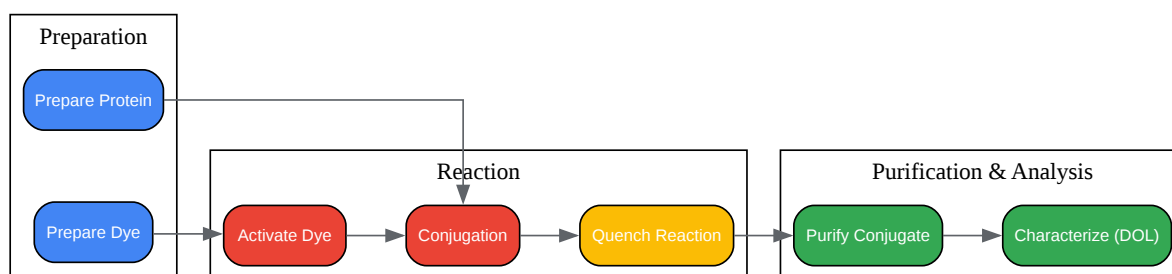 Preparation
Prepare Protein
Prepare Dye
Reaction
Activate Dye
Conjugation
Quench Reaction
Purification & Analysis
Purify Conjugate
Characterize (DOL)